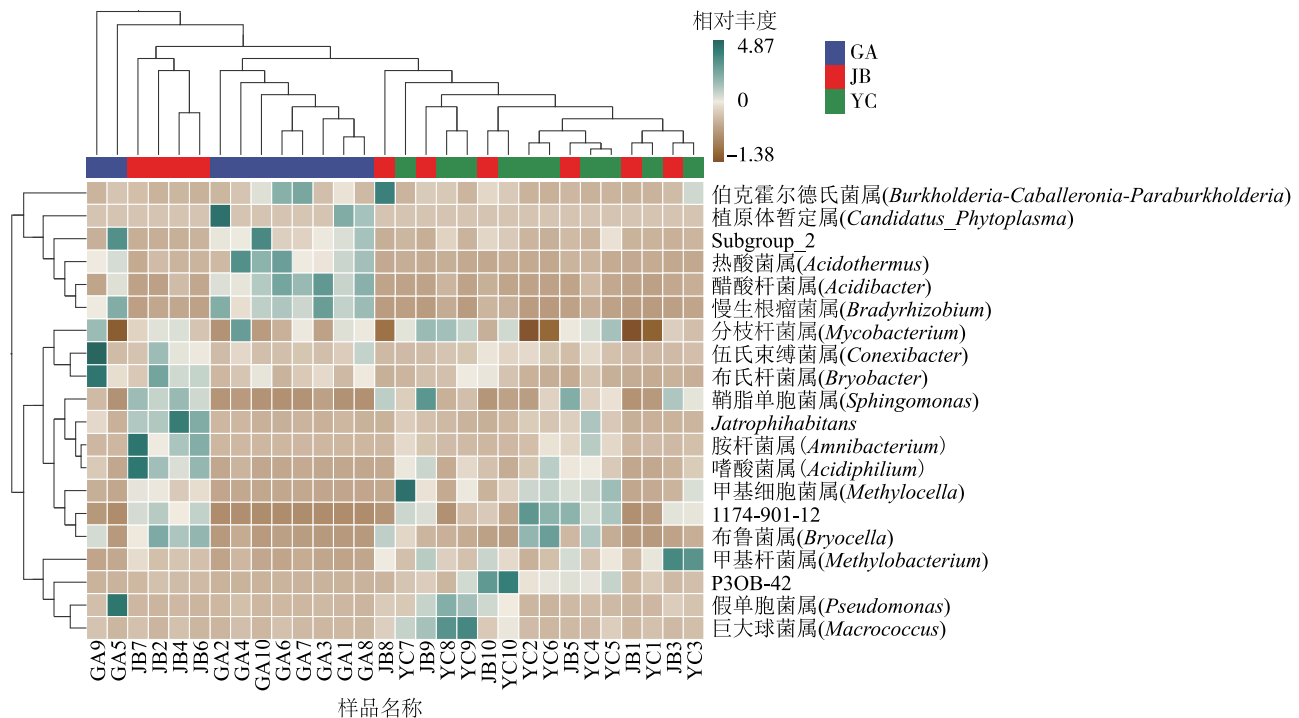 相对丰度
4.87
0
−1.38
GA
JB
YC
伯克霍尔德氏菌属(Burkholderia-Caballeronia-Paraburkholderia)
植原体暂定属(Candidatus_Phytoplasma)
Subgroup_2
热酸菌属(Acidothermus)
醋酸杆菌属(Acidibacter)
慢生根瘤菌属(Bradyrhizobium)
分枝杆菌属(Mycobacterium)
伍氏束缚菌属(Conexibacter)
布氏杆菌属(Bryobacter)
鞘脂单胞菌属(Sphingomonas)
Jatrophihabitans
胺杆菌属(Amnibacterium)
嗜酸菌属(Acidiphilium)
甲基细胞菌属(Methylocella)
1174-901-12
布鲁菌属(Bryocella)
甲基杆菌属(Methylobacterium)
P3OB-42
假单胞菌属(Pseudomonas)
巨大球菌属(Macrococcus)
GA9 GA5 JB7 JB2 JB4 JB6 GA2 GA4 GA10 GA6 GA7 GA3 GA1 GA8 JB8 YC7 JB9 YC8 YC9 JB10 YC10 YC2 YC6 JB5 YC4 YC5 JB1 YC1 JB3 YC3
样品名称